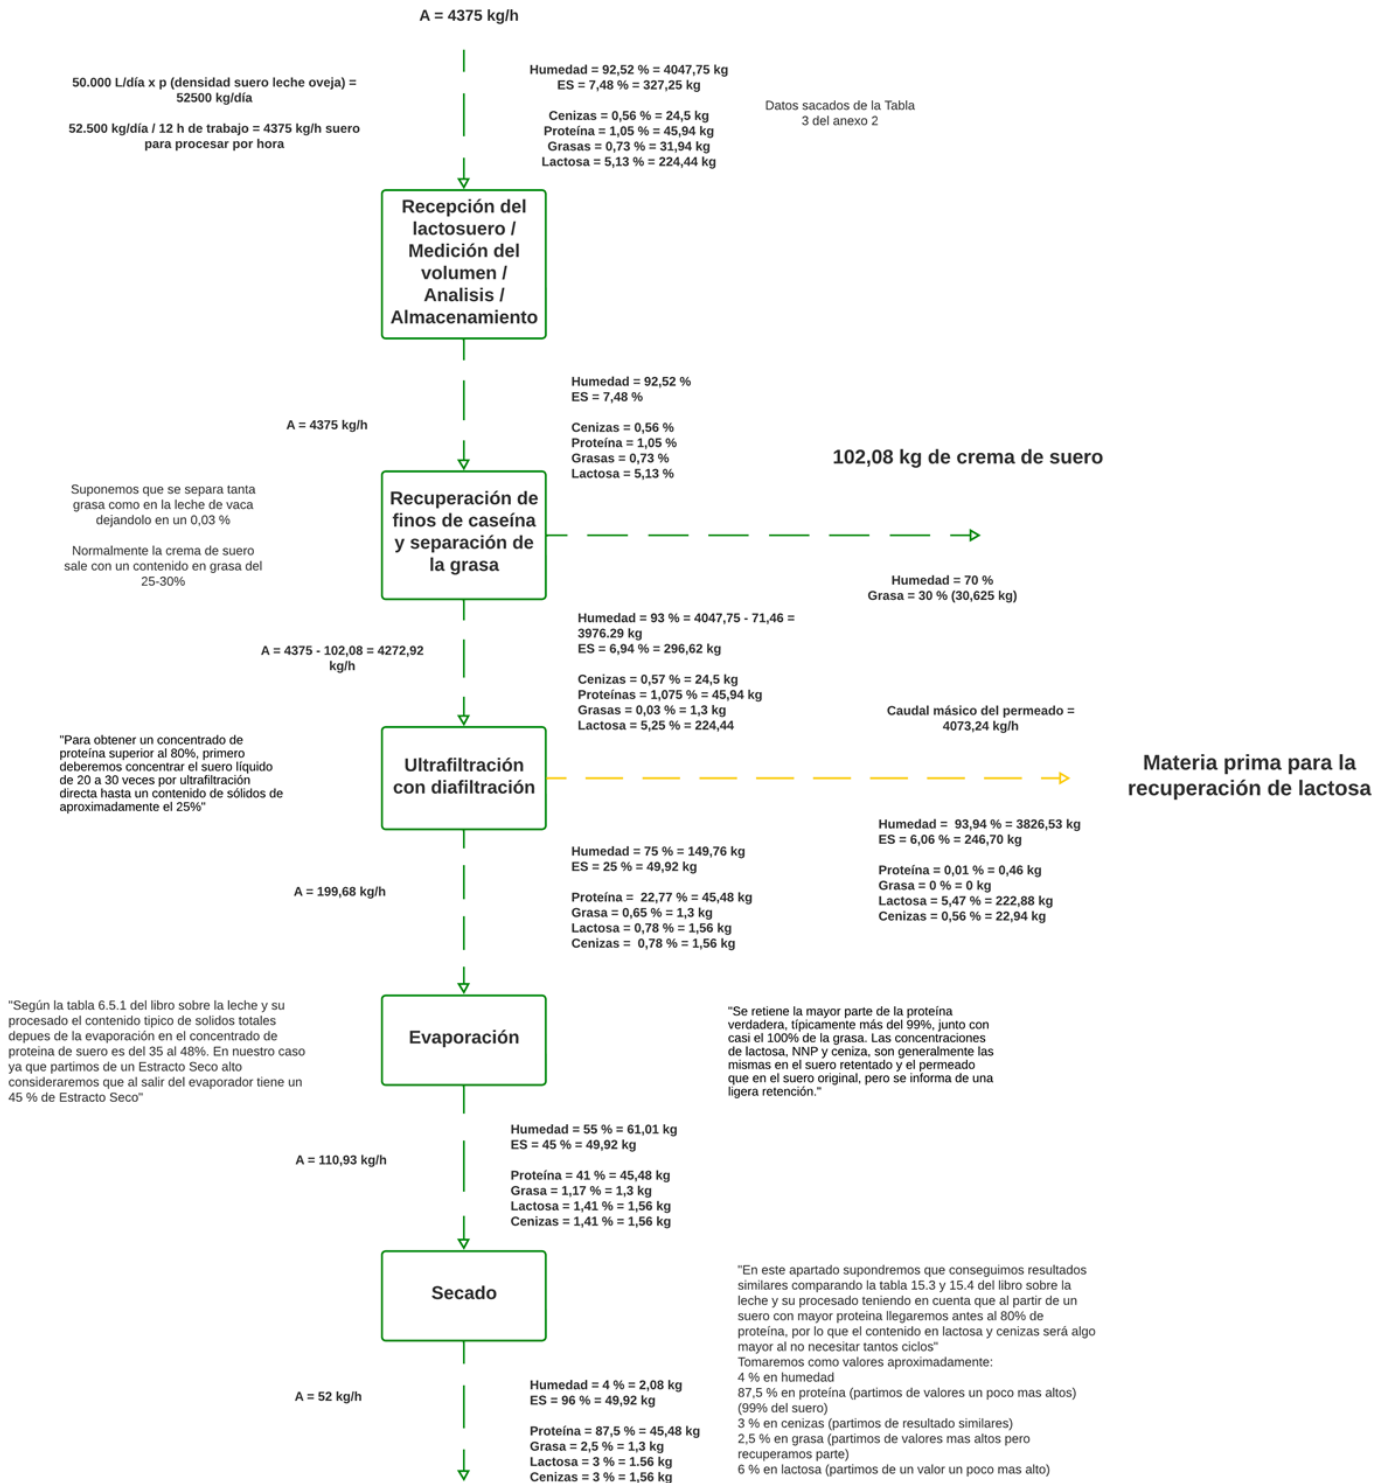 A = 4375 kg/h
50.000 L/día x p (densidad suero leche oveja) =
52500 kg/día
52.500 kg/día / 12 h de trabajo = 4375 kg/h suero
para procesar por hora
Humedad = 92,52 % = 4047,75 kg
ES = 7,48 % = 327,25 kg
Cenizas = 0,56 % = 24,5 kg
Proteína = 1,05 % = 45,94 kg
Grasas = 0,73 % = 31,94 kg
Lactosa = 5,13 % = 224,44 kg
Datos sacados de la Tabla
3 del anexo 2
Recepción del
lactosuero /
Medición del
volumen /
Analisis /
Almacenamiento
A = 4375 kg/h
Humedad = 92,52 %
ES = 7,48 %
Cenizas = 0,56 %
Proteína = 1,05 %
Grasas = 0,73 %
Lactosa = 5,13 %
102,08 kg de crema de suero
Suponemos que se separa tanta
grasa como en la leche de vaca
dejandolo en un 0,03 %
Normalmente la crema de suero
sale con un contenido en grasa del
25-30%
Recuperación de
finos de caseína
y separación de
la grasa
Humedad = 70 %
Grasa = 30 % (30,625 kg)
A = 4375 - 102,08 = 4272,92
kg/h
Humedad = 93 % = 4047,75 - 71,46 =
3976.29 kg
ES = 6,94 % = 296,62 kg
Cenizas = 0,57 % = 24,5 kg
Proteínas = 1,075 % = 45,94 kg
Grasas = 0,03 % = 1,3 kg
Lactosa = 5,25 % = 224,44
Caudal másico del permeado =
4073,24 kg/h
"Para obtener un concentrado de
proteína superior al 80%, primero
deberemos concentrar el suero líquido
de 20 a 30 veces por ultrafiltración
directa hasta un contenido de sólidos de
aproximadamente el 25%"
Ultrafiltración
con diafiltración
Materia prima para la
recuperación de lactosa
Humedad = 93,94 % = 3826,53 kg
ES = 6,06 % = 246,70 kg
Proteína = 0,01 % = 0,46 kg
Grasa = 0 % = 0 kg
Lactosa = 5,47 % = 222,88 kg
Cenizas = 0,56 % = 22,94 kg
A = 199,68 kg/h
Humedad = 75 % = 149,76 kg
ES = 25 % = 49,92 kg
Proteína = 22,77 % = 45,48 kg
Grasa = 0,65 % = 1,3 kg
Lactosa = 0,78 % = 1,56 kg
Cenizas = 0,78 % = 1,56 kg
"Según la tabla 6.5.1 del libro sobre la leche y su
procesado el contenido tipico de solidos totales
depues de la evaporación en el concentrado de
proteina de suero es del 35 al 48%. En nuestro caso
ya que partimos de un Estracto Seco alto
consideraremos que al salir del evaporador tiene un
45 % de Estracto Seco"
Evaporación
"Se retiene la mayor parte de la proteína
verdadera, típicamente más del 99%, junto con
casi el 100% de la grasa. Las concentraciones
de lactosa, NNP y ceniza, son generalmente las
mismas en el suero retentado y el permeado
que en el suero original, pero se informa de una
ligera retención."
A = 110,93 kg/h
Humedad = 55 % = 61,01 kg
ES = 45 % = 49,92 kg
Proteína = 41 % = 45,48 kg
Grasa = 1,17 % = 1,3 kg
Lactosa = 1,41 % = 1,56 kg
Cenizas = 1,41 % = 1,56 kg
Secado
"En este apartado supondremos que conseguimos resultados
similares comparando la tabla 15.3 y 15.4 del libro sobre la
leche y su procesado teniendo en cuenta que al partir de un
suero con mayor proteina llegaremos antes al 80% de
proteína, por lo que el contenido en lactosa y cenizas será algo
mayor al no necesitar tantos ciclos"
Tomaremos como valores aproximadamente:
4 % en humedad
87,5 % en proteína (partimos de valores un poco mas altos)
(99% del suero)
3 % en cenizas (partimos de resultado similares)
2,5 % en grasa (partimos de valores mas altos pero
recuperamos parte)
6 % en lactosa (partimos de un valor un poco mas alto)
A = 52 kg/h
Humedad = 4 % = 2,08 kg
ES = 96 % = 49,92 kg
Proteína = 87,5 % = 45,48 kg
Grasa = 2,5 % = 1,3 kg
Lactosa = 3 % = 1.56 kg
Cenizas = 3 % = 1,56 kg